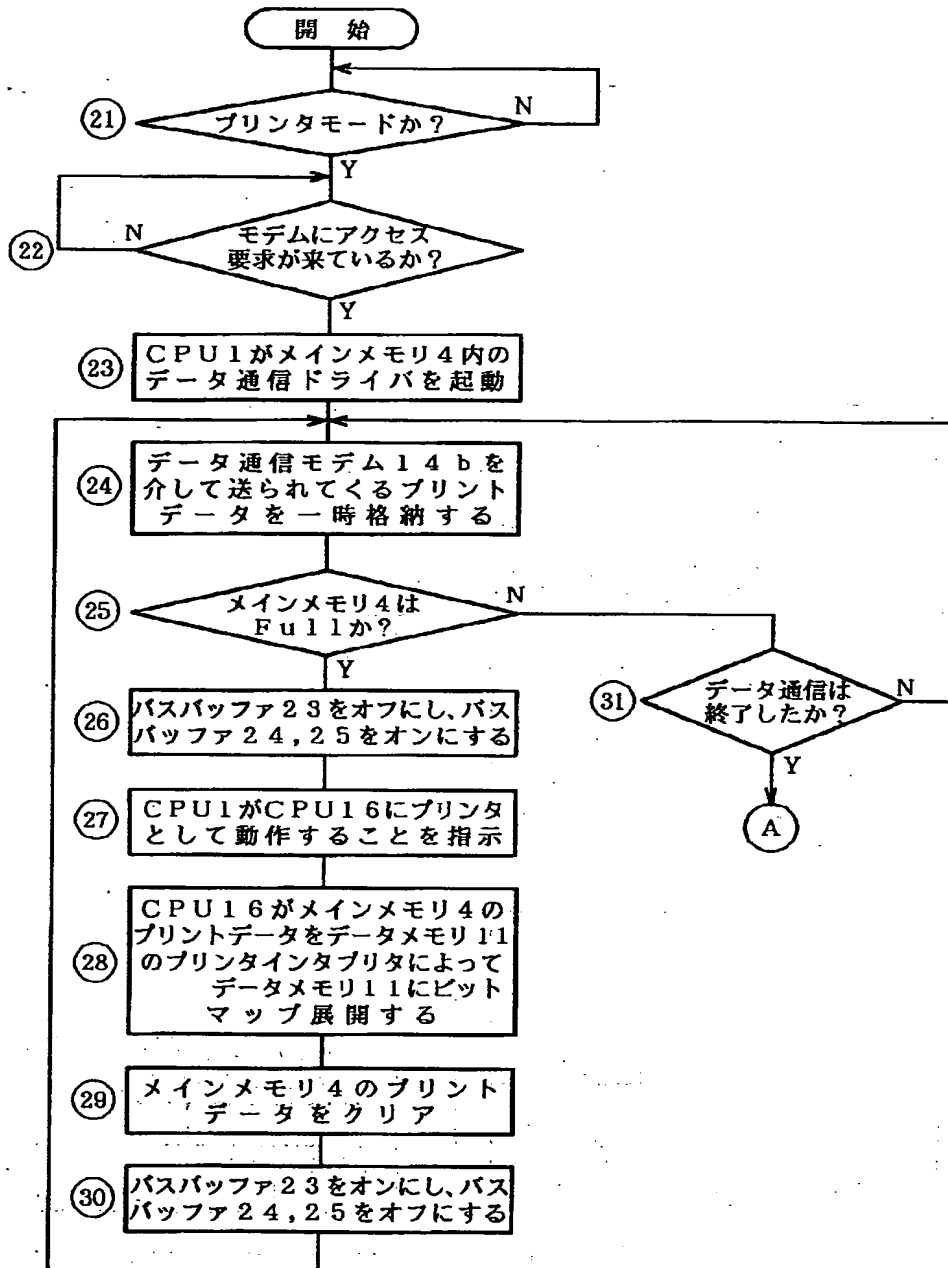 開 始
21
プリンタモードか？
N
Y
22
N
モデムにアクセス
要求が来ているか？
Y
23
CPU1がメインメモリ4内の
データ通信ドライバを起動
24
データ通信モデム14bを
介して送られてくるプリント
データを一時格納する
25
メインメモリ4は
Fullか？
N
Y
26
バスバッファ23をオフにし、バス
バッファ24,25をオンにする
31
データ通信は
終了したか？
N
Y
A
27
CPU1がCPU16にプリンタ
として動作することを指示
28
CPU16がメインメモリ4の
プリントデータをデータメモリ11
のプリンタインタプリタによって
データメモリ11にビット
マップ展開する
29
メインメモリ4のプリント
データをクリア
30
バスバッファ23をオンにし、バス
バッファ24,25をオフにする